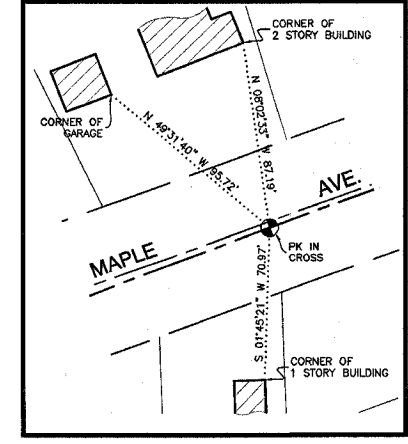 CORNER OF
2 STORY BUILDING
CORNER OF
GARAGE
N 49°31'40" W 95.72'
N 08°02'33" W 87.19'
MAPLE AVE.
PK IN
CROSS
S 01°45'21" W 70.97'
CORNER OF
1 STORY BUILDING